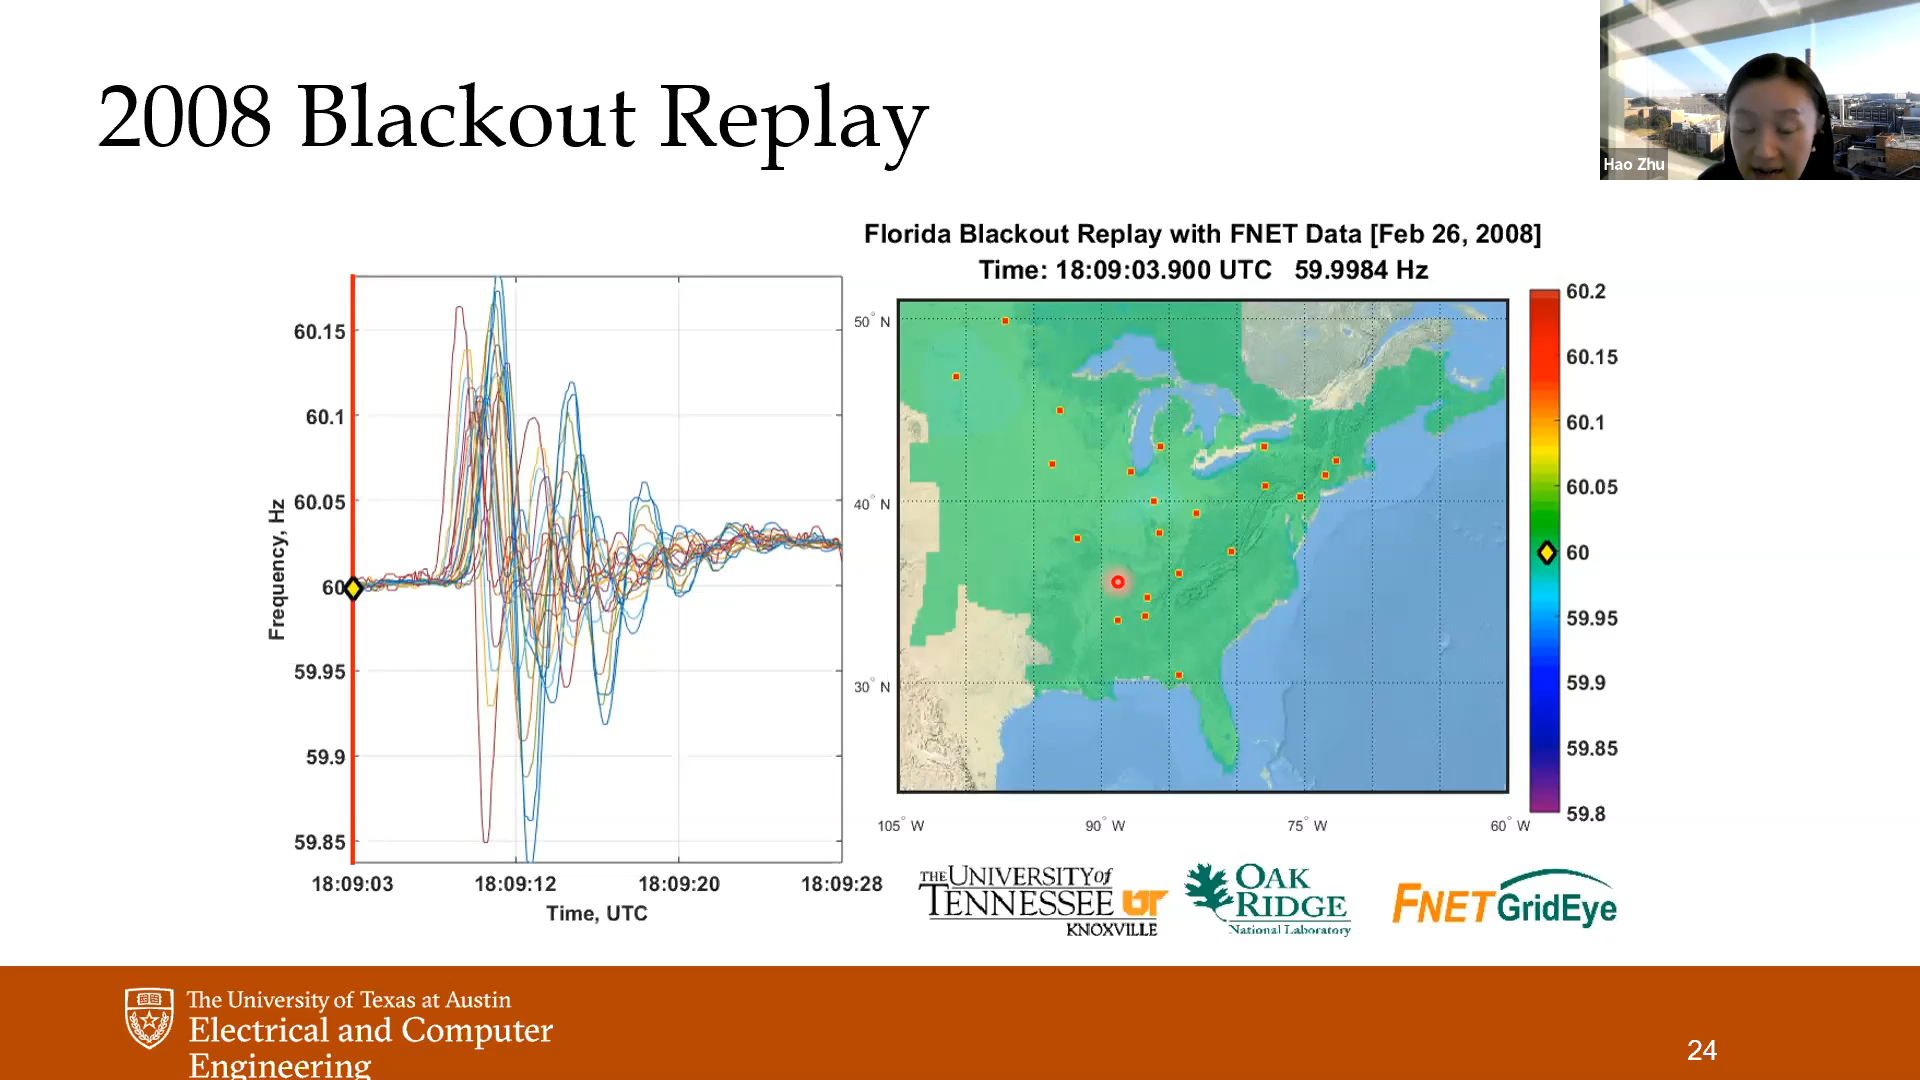 2008 Blackout Replay
Hao Zhu
Florida Blackout Replay with FNET Data [Feb 26, 2008]
Time: 18:09:03.900 UTC 59.9984 Hz
Frequency, Hz
60.15
60.1
60.05
60
59.95
59.9
59.85
18:09:03
18:09:12
18:09:20
18:09:28
Time, UTC
50° N
40° N
30° N
105° W
90° W
75° W
60° W
60.2
60.15
60.1
60.05
60
59.95
59.9
59.85
59.8
THE UNIVERSITY of
TENNESSEE UT
KNOXVILLE
OAK
RIDGE
National Laboratory
FNET GridEye
The University of Texas at Austin
Electrical and Computer
Engineering
24